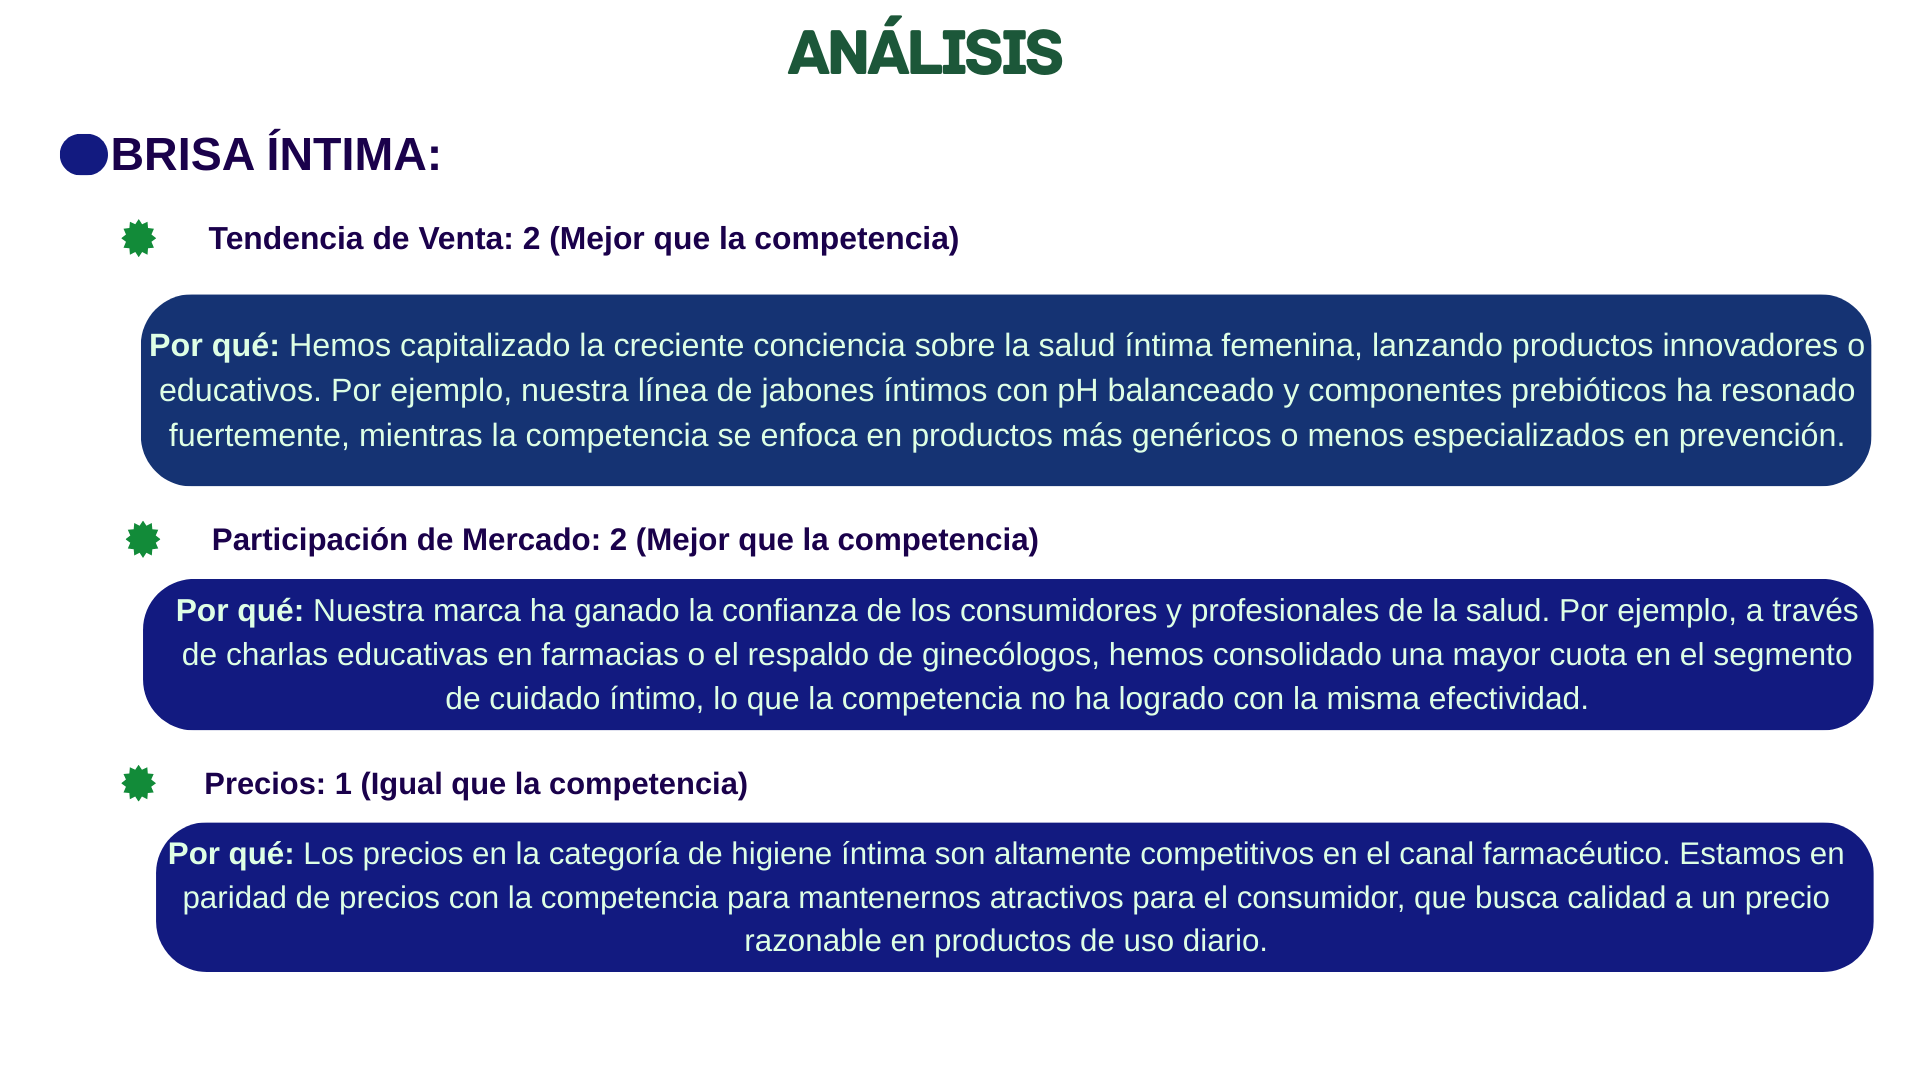 ANÁLISIS
BRISA ÍNTIMA:
Tendencia de Venta: 2 (Mejor que la competencia)
Por qué: Hemos capitalizado la creciente conciencia sobre la salud íntima femenina, lanzando productos innovadores o
educativos. Por ejemplo, nuestra línea de jabones íntimos con pH balanceado y componentes prebióticos ha resonado
fuertemente, mientras la competencia se enfoca en productos más genéricos o menos especializados en prevención.
Participación de Mercado: 2 (Mejor que la competencia)
Por qué: Nuestra marca ha ganado la confianza de los consumidores y profesionales de la salud. Por ejemplo, a través
de charlas educativas en farmacias o el respaldo de ginecólogos, hemos consolidado una mayor cuota en el segmento
de cuidado íntimo, lo que la competencia no ha logrado con la misma efectividad.
Precios: 1 (Igual que la competencia)
Por qué: Los precios en la categoría de higiene íntima son altamente competitivos en el canal farmacéutico. Estamos en
paridad de precios con la competencia para mantenernos atractivos para el consumidor, que busca calidad a un precio
razonable en productos de uso diario.